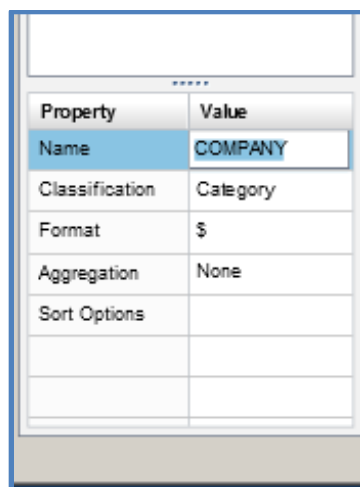 Property Value
Name COMPANY
Classification Category
Format $
Aggregation None
Sort Options